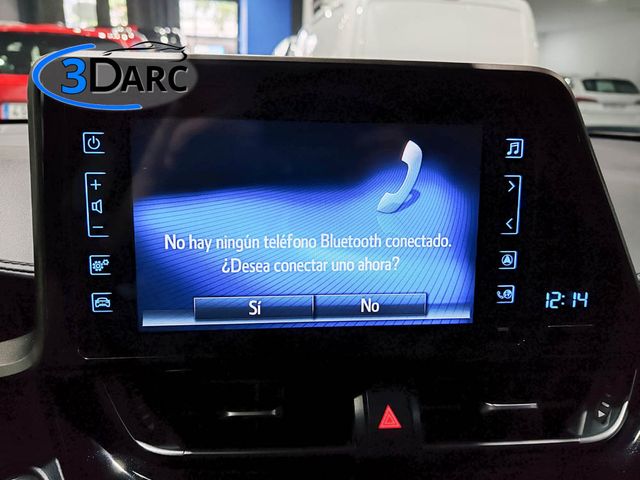 3DARC
No hay ningún teléfono Bluetooth conectado.
¿Desea conectar uno ahora?
Sí
No
12:14